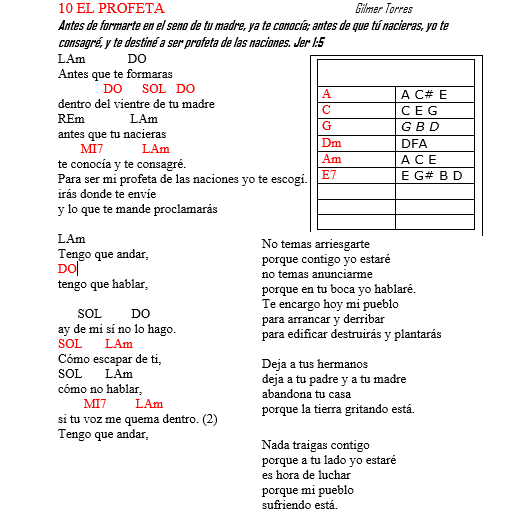 10 EL PROFETA
Gilmer Torres
Antes de formarte en el seno de tu madre, ya te conocía; antes de que tú nacieras, yo te
consagré, y te destiné a ser profeta de las naciones. Jer 1:5
LAm DO
Antes que te formaras
DO SOL DO
dentro del vientre de tu madre
REm LAm
antes que tu nacieras
MI7 LAm
te conocía y te consagré.
Para ser mi profeta de las naciones yo te escogí.
irás donde te envíe
y lo que te mande proclamarás
A A C# E
C C E G
G G B D
Dm DFA
Am A C E
E7 E G# B D
LAm
Tengo que andar,
DO
tengo que hablar,
SOL DO
ay de mi sí no lo hago.
SOL LAm
Cómo escapar de ti,
SOL LAm
cómo no hablar,
MI7 LAm
si tu voz me quema dentro. (2)
Tengo que andar,
No temas arriesgarte
porque contigo yo estaré
no temas anunciarme
porque en tu boca yo hablaré.
Te encargo hoy mi pueblo
para arrancar y derribar
para edificar destruirás y plantarás
Deja a tus hermanos
deja a tu padre y a tu madre
abandona tu casa
porque la tierra gritando está.
Nada traigas contigo
porque a tu lado yo estaré
es hora de luchar
porque mi pueblo
sufriendo está.